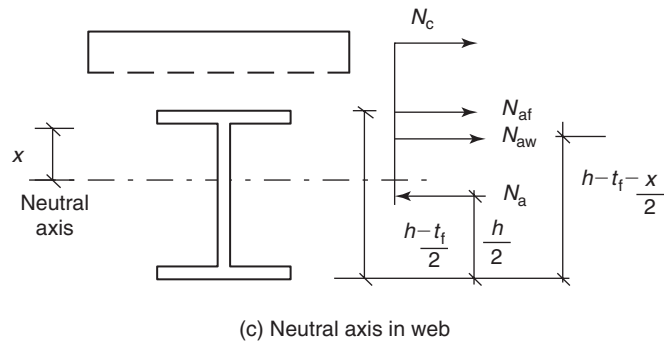 N_c
N_af
N_aw
x
Neutral
axis
N_a
h–t_f–x/2
h–t_f/2
h/2
(c) Neutral axis in web